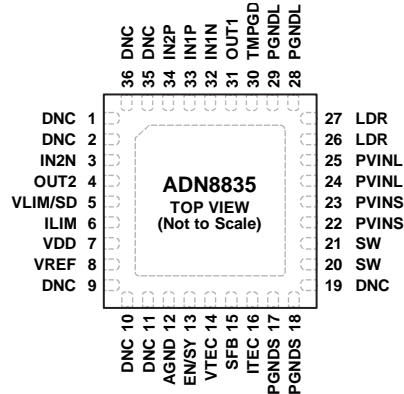 36 DNC
35 DNC
34 IN2P
33 IN1P
32 IN1N
31 OUT1
30 TMPGD
29 PGNDL
28 PGNDL
DNC 1
DNC 2
IN2N 3
OUT2 4
VLIM/SD 5
ILIM 6
VDD 7
VREF 8
DNC 9
ADN8835
TOP VIEW
(Not to Scale)
27 LDR
26 LDR
25 PVINL
24 PVINL
23 PVINS
22 PVINS
21 SW
20 SW
19 DNC
DNC 10
DNC 11
AGND 12
EN/SY 13
VTEC 14
SFB 15
ITEC 16
PGNDS 17
PGNDS 18